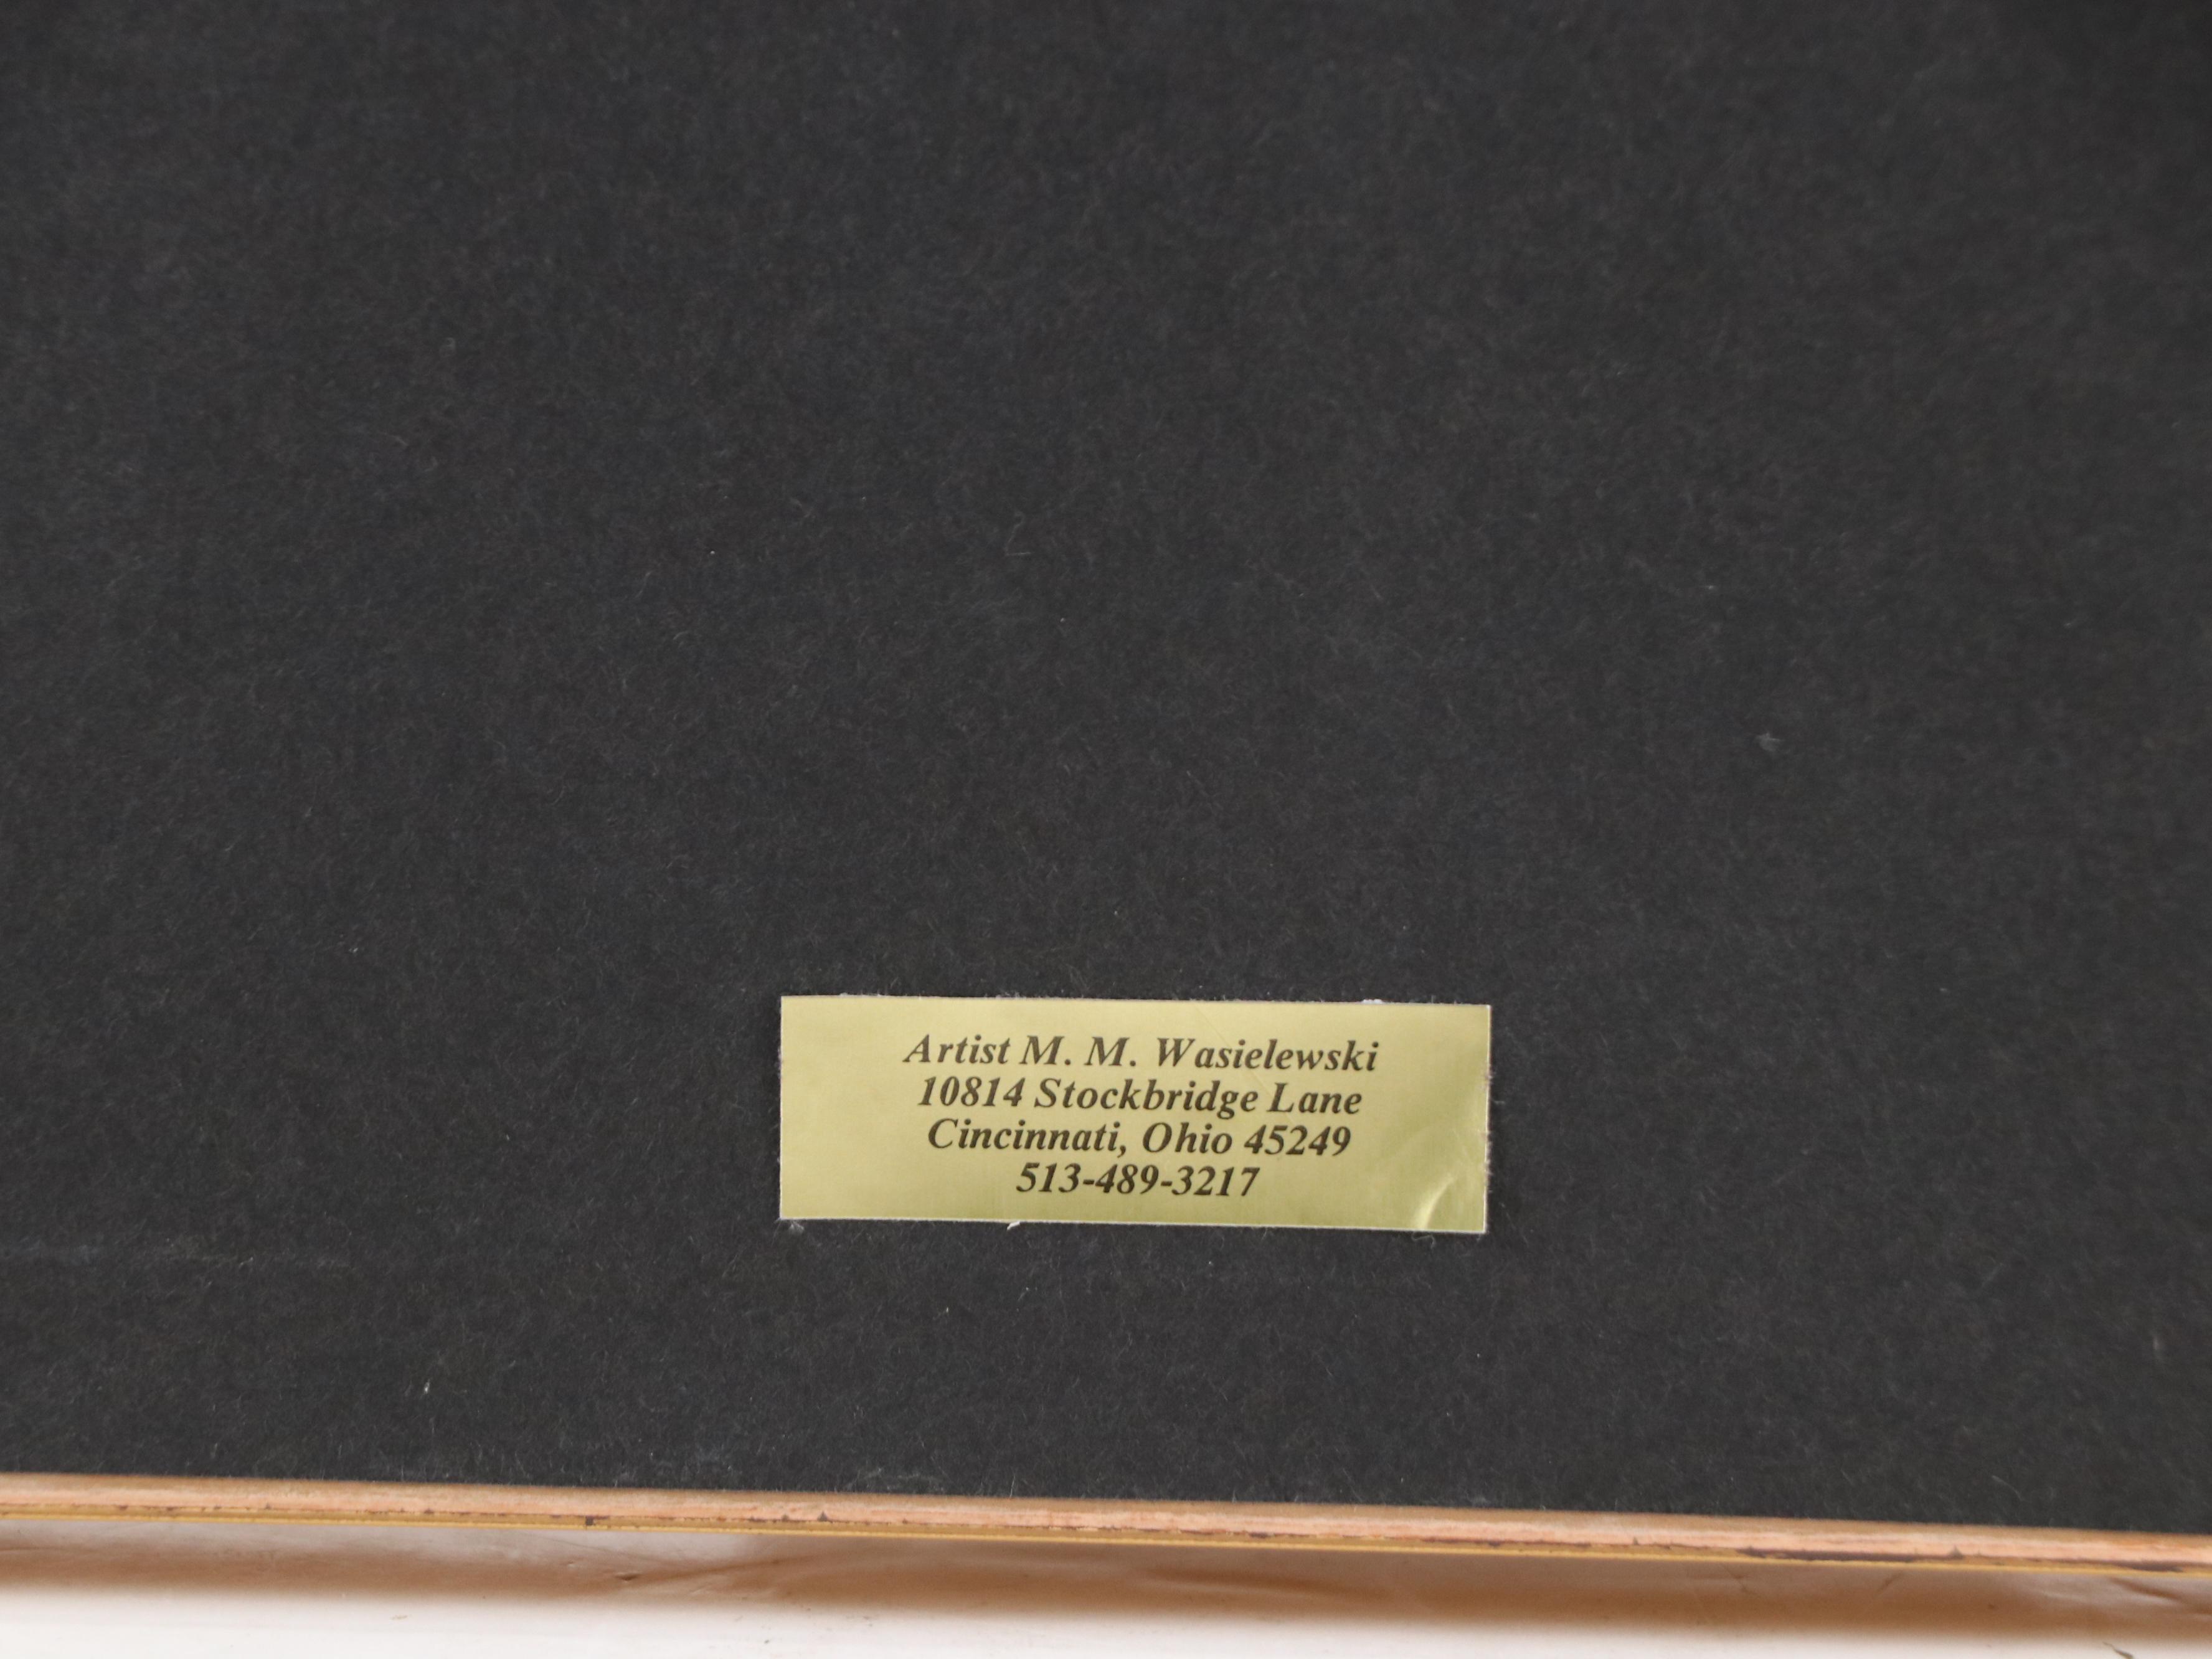 Artist M. M. Wasielewski
10814 Stockbridge Lane
Cincinnati, Ohio 45249
513-489-3217